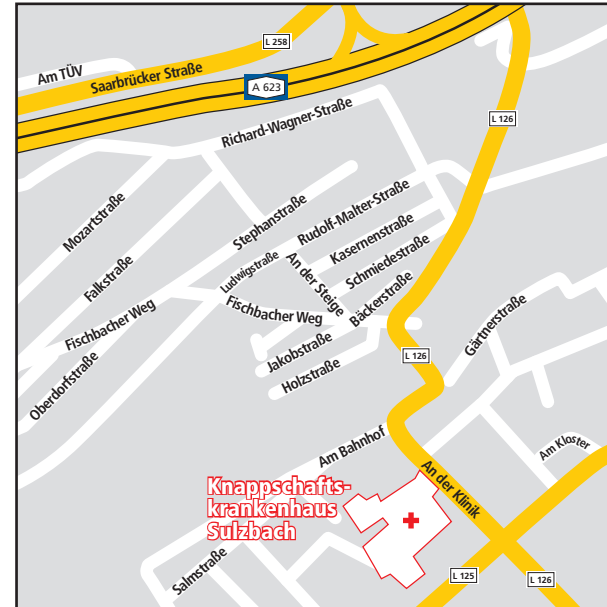 L 258
Am TÜV
Saarbrücker Straße
A 623
Richard-Wagner-Straße
L 126
Mozartstraße
Stephanstraße
Rudolf-Malter-Straße
Kasernenstraße
Falkstraße
Ludwigstraße
An der Steige
Schmiedestraße
Bäckerstraße
Fischbacher Weg
Fischbacher Weg
Gärtnerstraße
Oberdorfstraße
Jakobstraße
L 126
Holzstraße
Am Bahnhof
Am Kloster
An der Klinik
Knappschafts-
krankenhaus
Sulzbach
Salmstraße
L 125
L 126